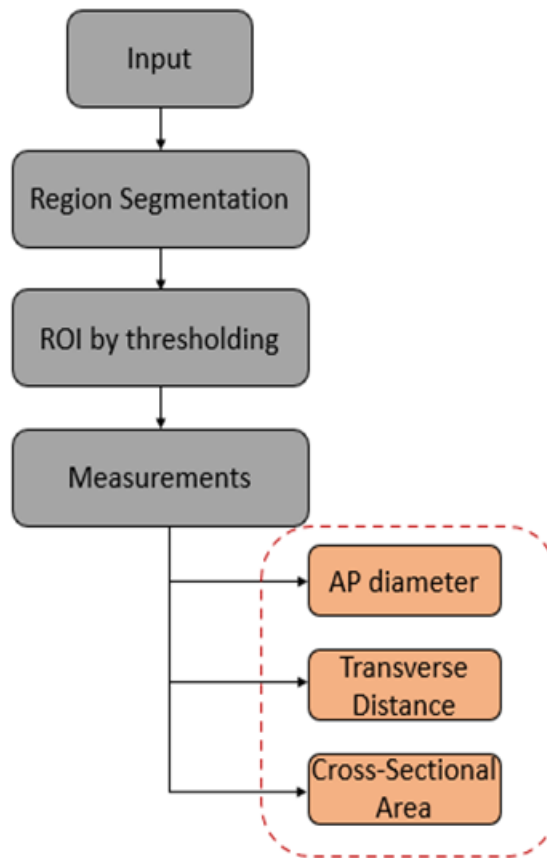 Input
Region Segmentation
ROI by thresholding
Measurements
AP diameter
Transverse
Distance
Cross-Sectional
Area